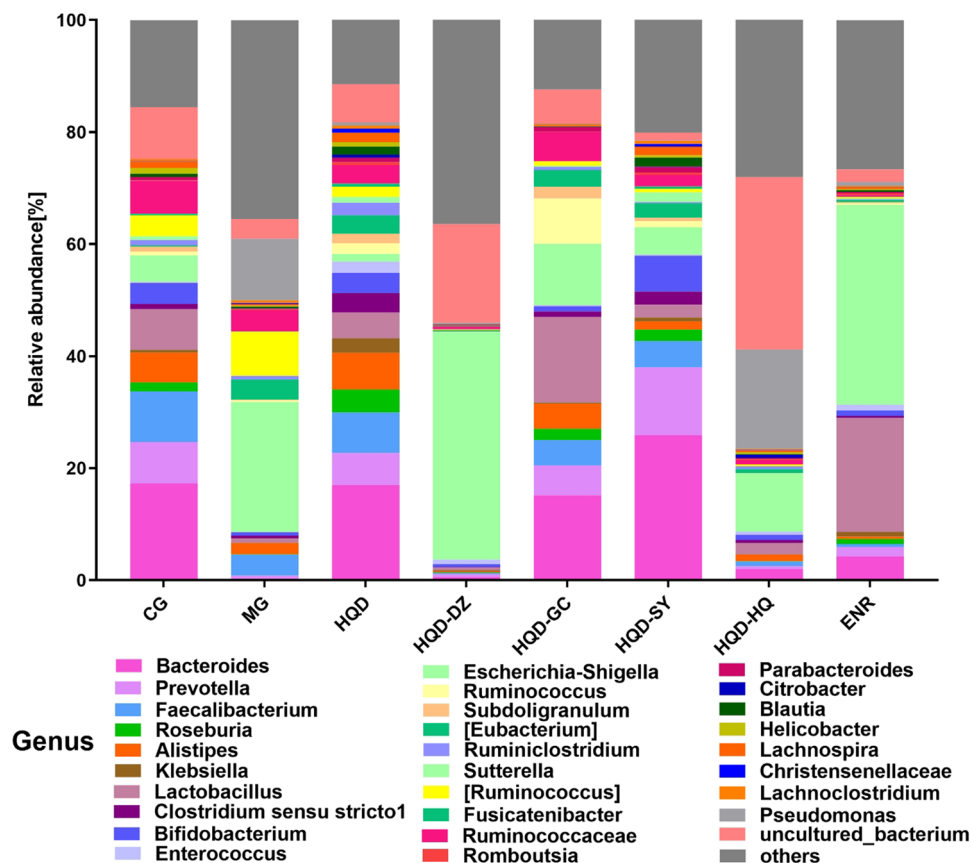 100
80
60
40
20
0
Relative abundance[%]
CG
MG
HQD
HQD-DZ
HQD-GC
HQD-SY
HQD-HQ
ENR
Genus
Bacteroides
Prevotella
Faecalibacterium
Roseburia
Alistipes
Klebsiella
Lactobacillus
Clostridium sensu stricto1
Bifidobacterium
Enterococcus
Escherichia-Shigella
Ruminococcus
Subdoligranulum
[Eubacterium]
Ruminiclostridium
Sutterella
[Ruminococcus]
Fusicatenibacter
Ruminococcaceae
Romboutsia
Parabacteroides
Citrobacter
Blautia
Helicobacter
Lachnospira
Christensenellaceae
Lachnoclostridium
Pseudomonas
uncultured_bacterium
others